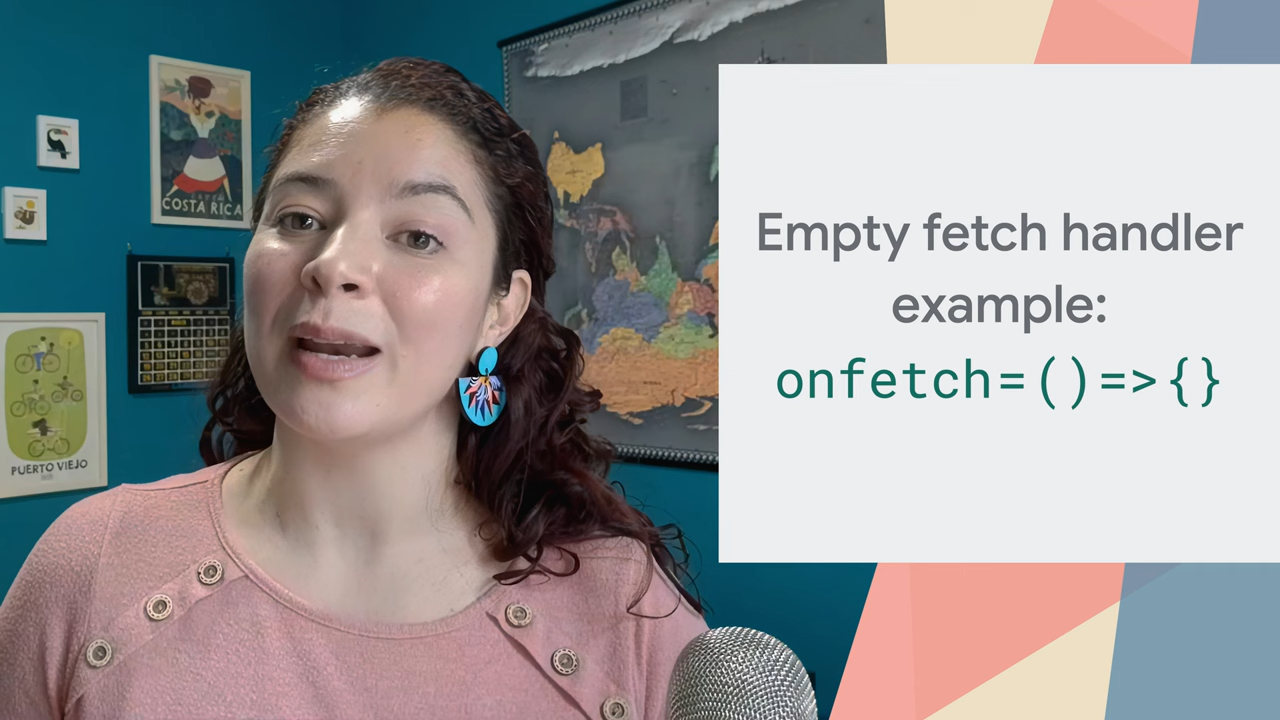 COSTA RICA
PUERTO VIEJO
Empty fetch handler
example:
onfetch=()=>{}